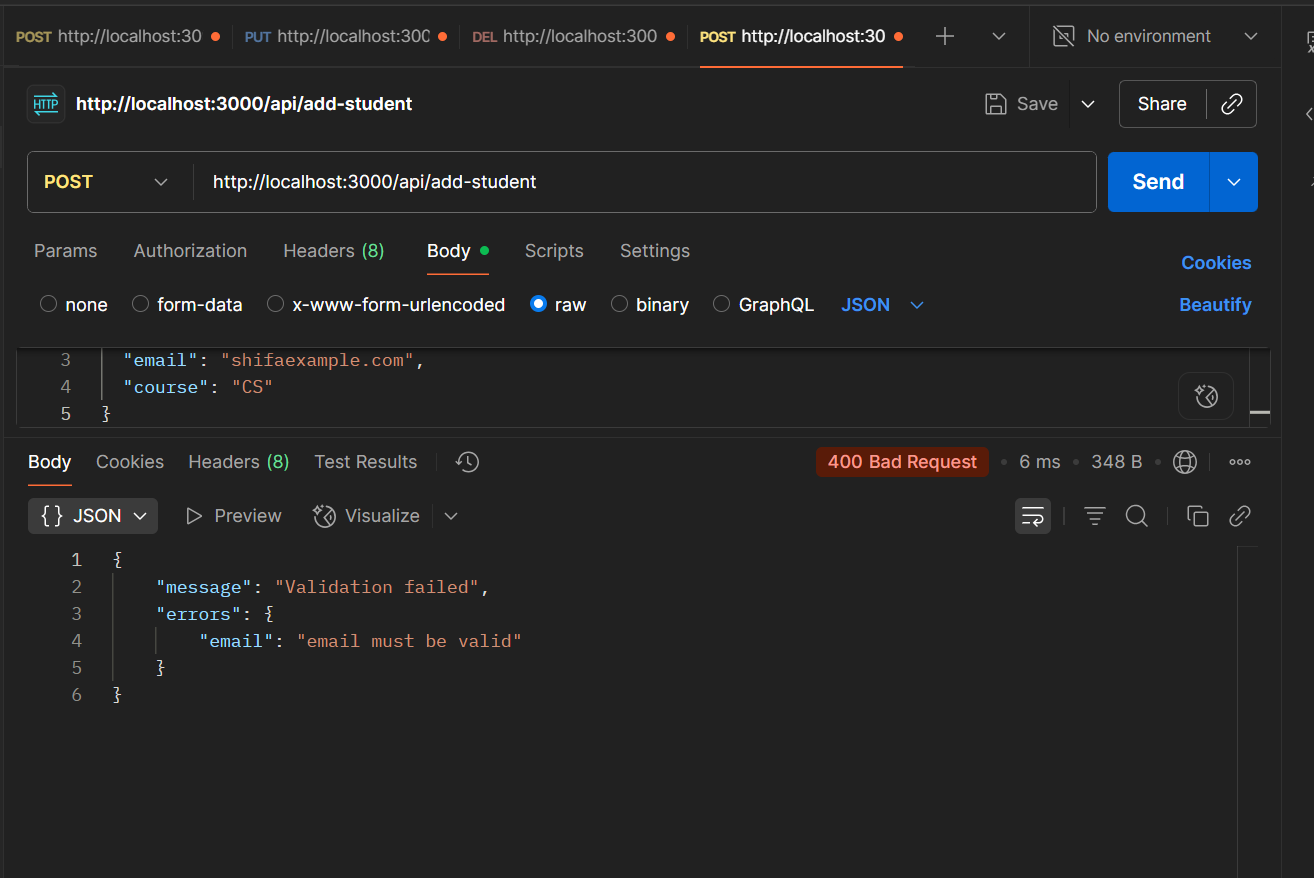 POST http://localhost:30 PUT http://localhost:300 DEL http://localhost:300 POST http://localhost:30 No environment
HTTP http://localhost:3000/api/add-student Save Share
POST http://localhost:3000/api/add-student Send
Params Authorization Headers (8) Body Scripts Settings Cookies
none form-data x-www-form-urlencoded raw binary GraphQL JSON Beautify
3 "email": "shifaexample.com",
4 "course": "CS"
5 }
Body Cookies Headers (8) Test Results 400 Bad Request 6 ms 348 B
{} JSON Preview Visualize
1 {
2 "message": "Validation failed",
3 "errors": {
4 "email": "email must be valid"
5 }
6 }